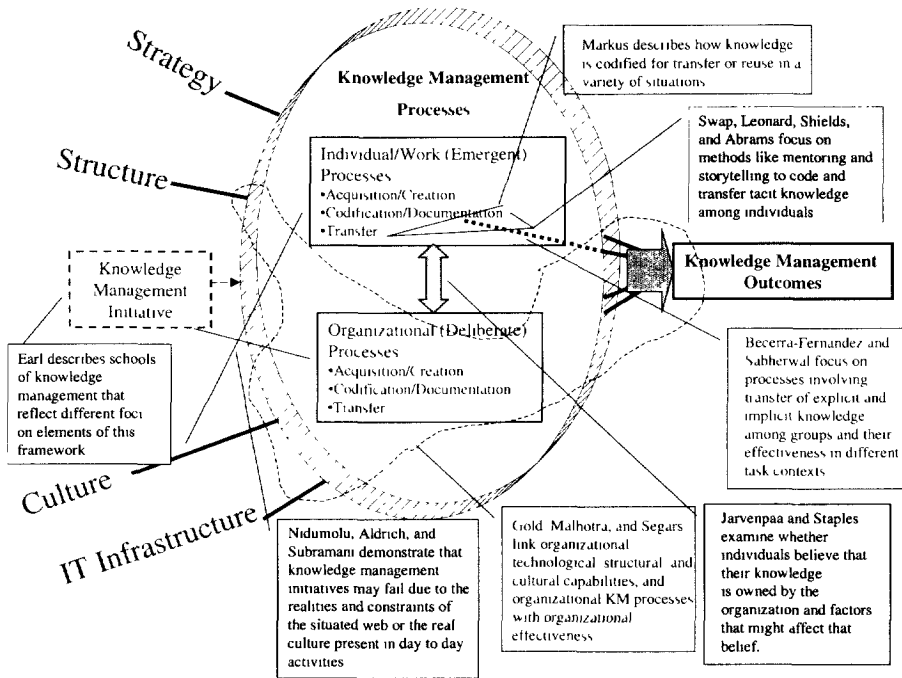 Strategy
Structure
Culture
IT Infrastructure
Knowledge Management
Processes
Individual/Work (Emergent)
Processes
•Acquisition/Creation
•Codification/Documentation
•Transfer
Organizational (Deliberate)
Processes
•Acquisition/Creation
•Codification/Documentation
•Transfer
Knowledge
Management
Initiative
Knowledge Management
Outcomes
Markus describes how knowledge
is codified for transfer or reuse in a
variety of situations
Swap, Leonard, Shields,
and Abrams focus on
methods like mentoring and
storytelling to code and
transfer tacit knowledge
among individuals
Becerra-Fernandez and
Sabherwal focus on
processes involving
transfer of explicit and
implicit knowledge
among groups and their
effectiveness in different
task contexts
Earl describes schools
of knowledge
management that
reflect different foci
on elements of this
framework
Nidumolu, Aldrich, and
Subramani demonstrate that
knowledge management
initiatives may fail due to the
realities and constraints of
the situated web or the real
culture present in day to day
activities
Gold Malhotra, and Segars
link organizational
technological structural and
cultural capabilities, and
organizational KM processes
with organizational
effectiveness
Jarvenpaa and Staples
examine whether
individuals believe that
their knowledge
is owned by the
organization and factors
that might affect that
belief.